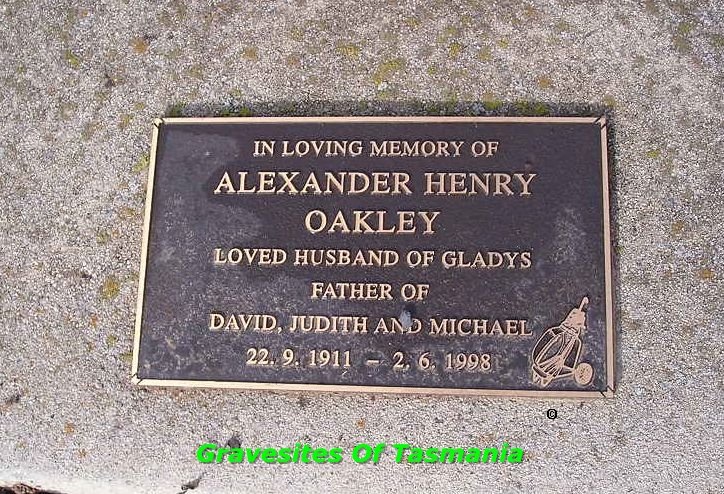 IN LOVING MEMORY OF
ALEXANDER HENRY
OAKLEY
LOVED HUSBAND OF GLADYS
FATHER OF
DAVID, JUDITH AND MICHAEL
22. 9. 1911 – 2. 6. 1998
©
Gravesites Of Tasmania